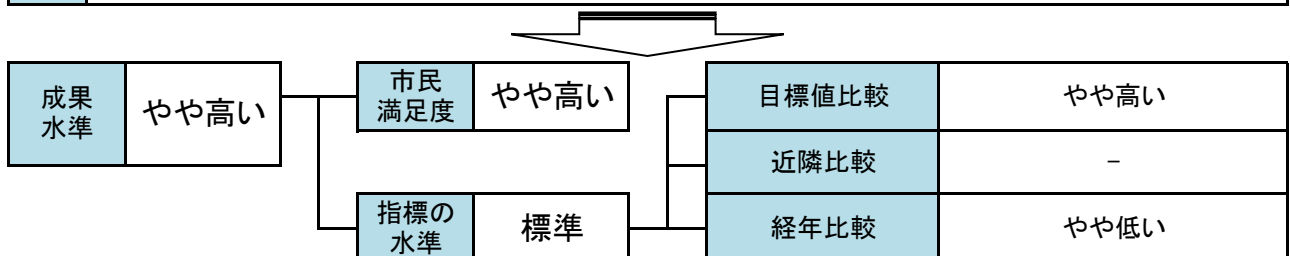 成果
水準
やや高い
市民
満足度
やや高い
指標の
水準
標準
目標値比較
やや高い
近隣比較
－
経年比較
やや低い